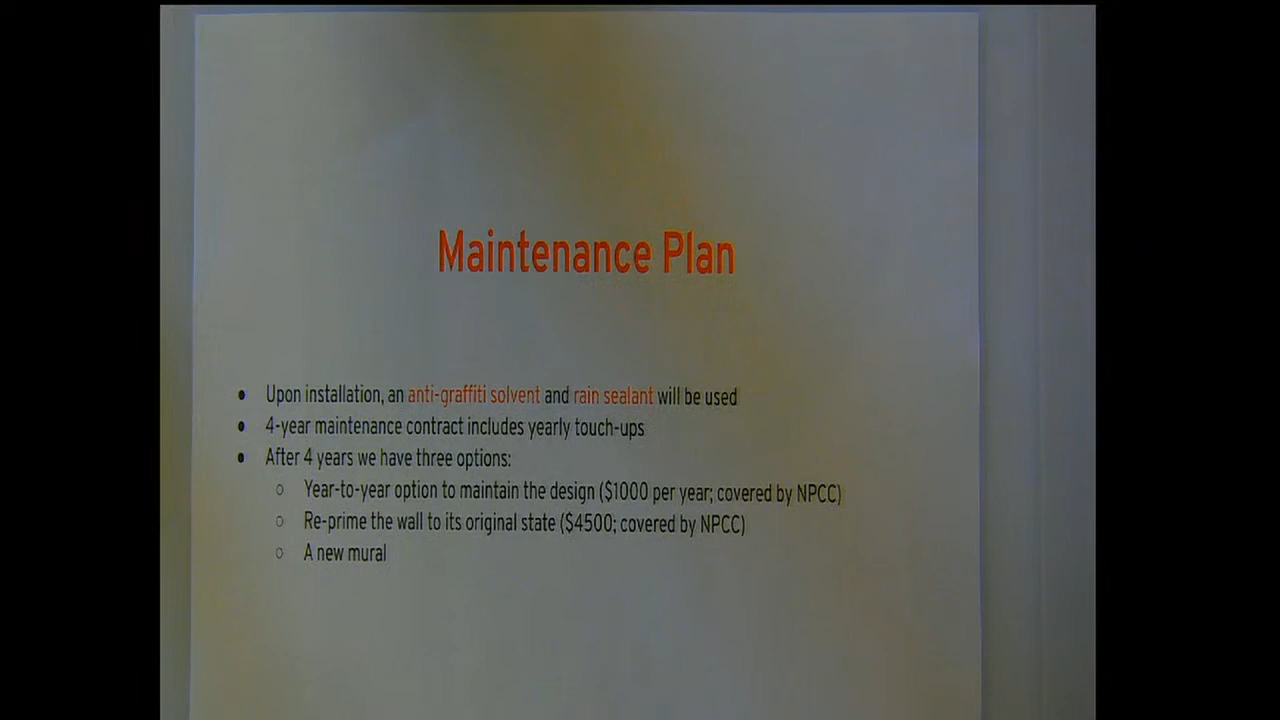 Maintenance Plan
● Upon installation, an anti-graffiti solvent and rain sealant will be used
● 4-year maintenance contract includes yearly touch-ups
● After 4 years we have three options:
○ Year-to-year option to maintain the design ($1000 per year; covered by NPCC)
○ Re-prime the wall to its original state ($4500; covered by NPCC)
○ A new mural